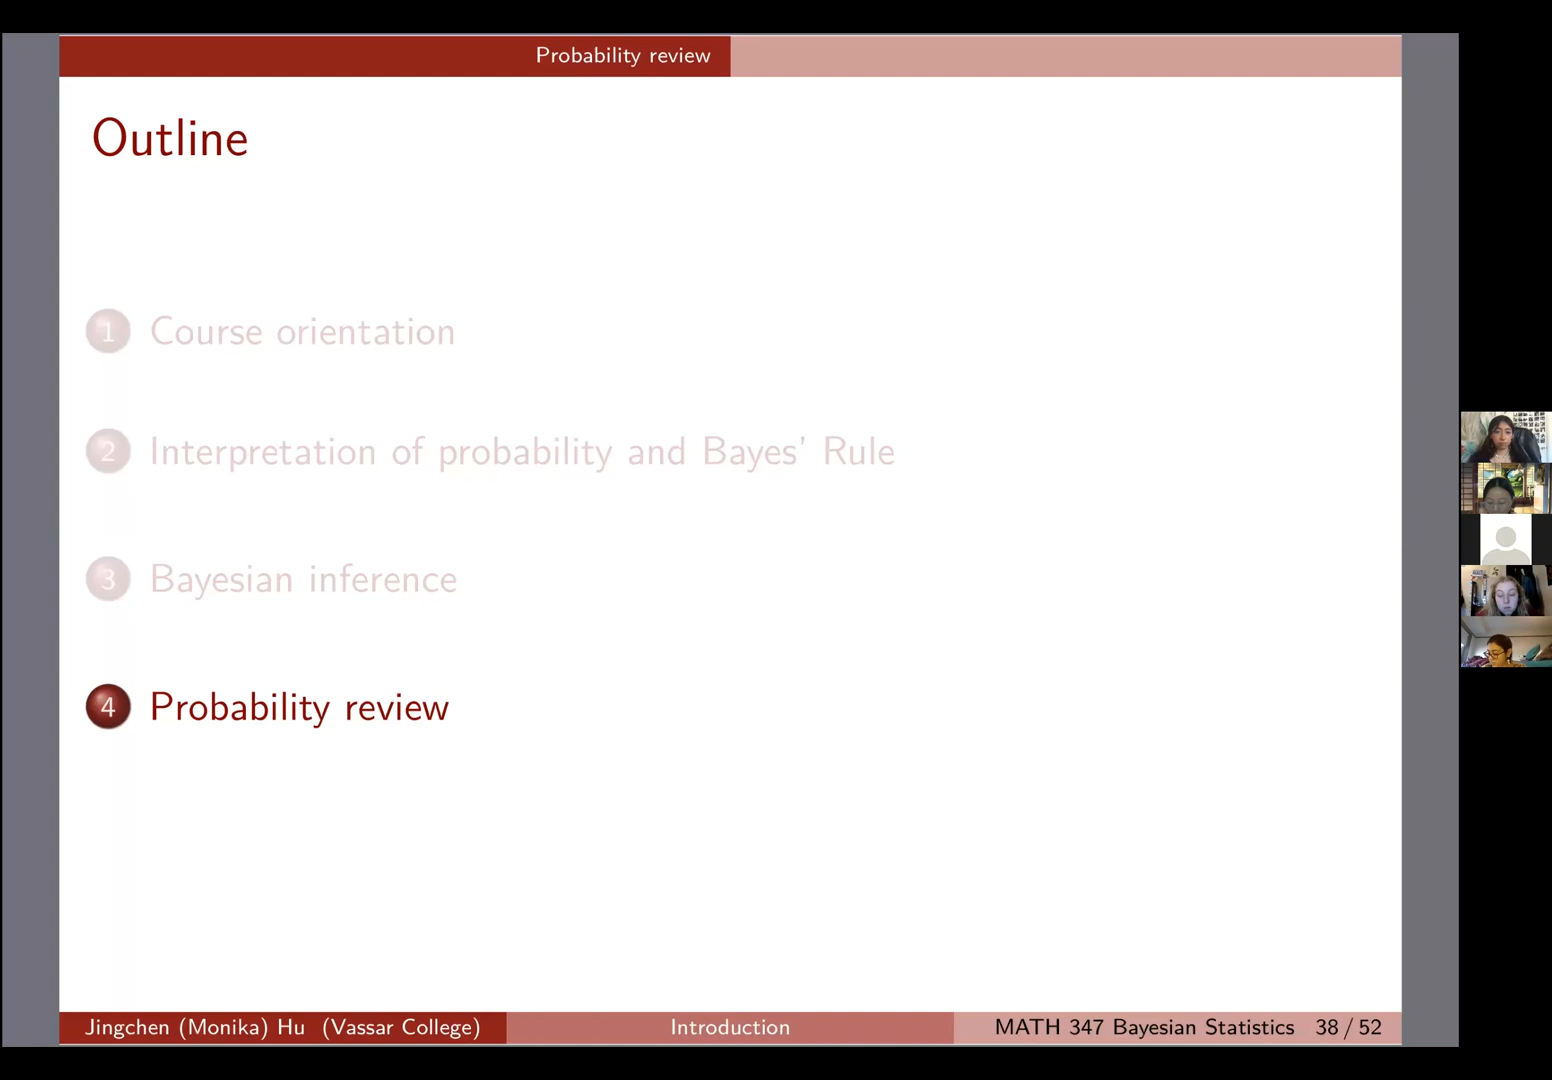 Probability review
Outline
1 Course orientation
2 Interpretation of probability and Bayes' Rule
3 Bayesian inference
4 Probability review
Jingchen (Monika) Hu (Vassar College) Introduction MATH 347 Bayesian Statistics 38 / 52